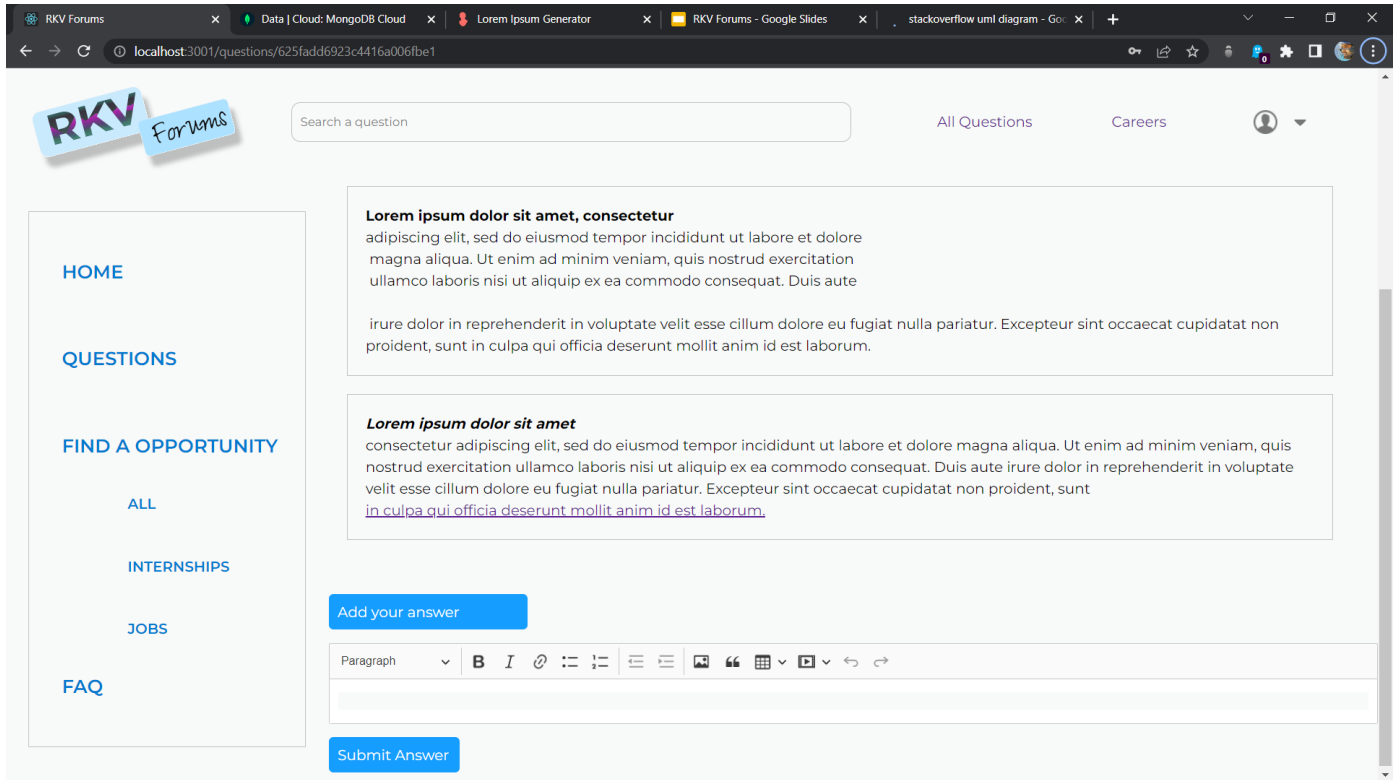 RKV Forums
Data | Cloud: MongoDB Cloud
Lorem Ipsum Generator
RKV Forums - Google Slides
stackoverflow uml diagram - Goo
localhost:3001/questions/625fadd6923c4416a006fbe1
0
RKV Forums
Search a question
All Questions
Careers
HOME
QUESTIONS
FIND A OPPORTUNITY
ALL
INTERNSHIPS
JOBS
FAQ
Lorem ipsum dolor sit amet, consectetur
adipiscing elit, sed do eiusmod tempor incididunt ut labore et dolore
magna aliqua. Ut enim ad minim veniam, quis nostrud exercitation
ullamco laboris nisi ut aliquip ex ea commodo consequat. Duis aute
irure dolor in reprehenderit in voluptate velit esse cillum dolore eu fugiat nulla pariatur. Excepteur sint occaecat cupidatat non
proident, sunt in culpa qui officia deserunt mollit anim id est laborum.
Lorem ipsum dolor sit amet
consectetur adipiscing elit, sed do eiusmod tempor incididunt ut labore et dolore magna aliqua. Ut enim ad minim veniam, quis
nostrud exercitation ullamco laboris nisi ut aliquip ex ea commodo consequat. Duis aute irure dolor in reprehenderit in voluptate
velit esse cillum dolore eu fugiat nulla pariatur. Excepteur sint occaecat cupidatat non proident, sunt
in culpa qui officia deserunt mollit anim id est laborum.
Add your answer
Paragraph
Submit Answer